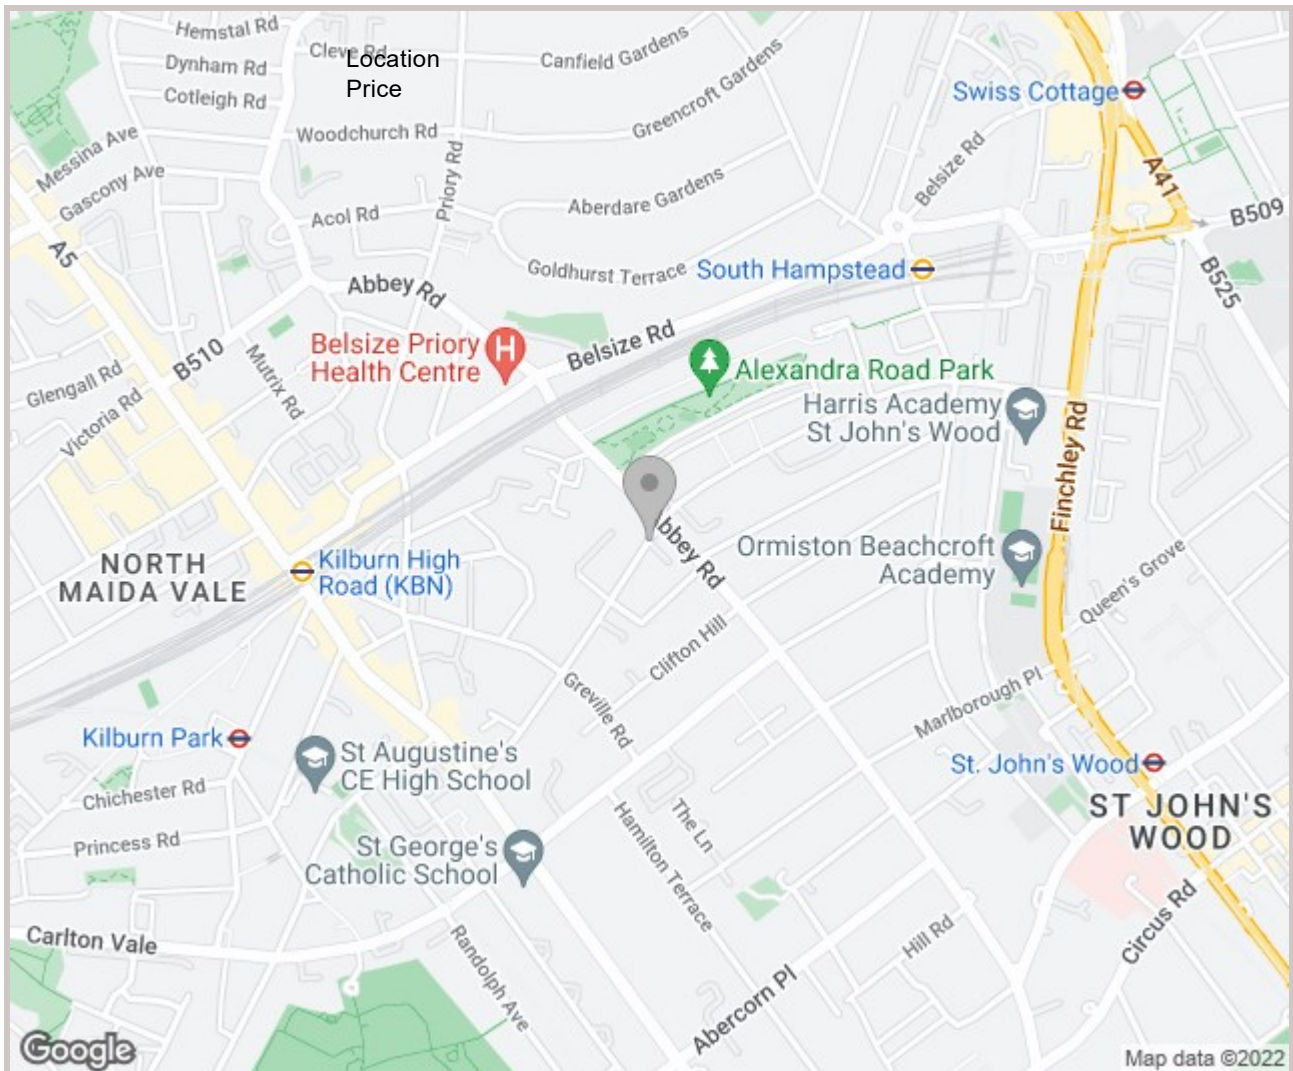 Hemstal Rd
Cleve Rd
Location
Price
Canfield Gardens
Dynham Rd
Cotleigh Rd
Greencroft Gardens
Swiss Cottage
Messina Ave
Woodchurch Rd
Priory Rd
Belsize Rd
Gascony Ave
A41
Acol Rd
Aberdare Gardens
B509
A5
Goldhurst Terrace
South Hampstead
Abbey Rd
B525
Belsize Priory
Health Centre
Belsize Rd
B510
Mutrix Rd
Alexandra Road Park
Glengall Rd
Victoria Rd
Harris Academy
St John's Wood
Finchley Rd
Abbey Rd
Ormiston Beachcroft
Academy
NORTH
MAIDA VALE
Kilburn High
Road (KBN)
Queen's Grove
Clifton Hill
Greville Rd
Marlborough Pl
Kilburn Park
St Augustine's
CE High School
St. John's Wood
Chichester Rd
ST JOHN'S
WOOD
The Ln
Hamilton Terrace
Princess Rd
St George's
Catholic School
Carlton Vale
Randolph Ave
Hill Rd
Circus Rd
Abercorn Pl
Google
Map data ©2022